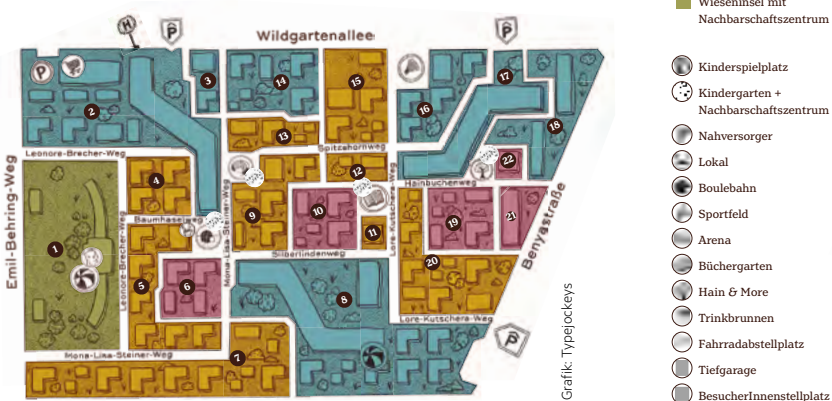 Wieseninsel mit
Nachbarschaftszentrum
H
P
P
Wildgartenallee
P
3
14
15
17
2
16
18
13
Leonore-Brecher-Weg
Spitzehornweg
22
4
12
Hainbuchenweg
Emil-Behring-Weg
Baumhaselweg
9
10
Mona-Lisa-Steiner-Weg
Lore-Kutschera-Weg
19
21
Benyastraße
1
Leonore-Brecher-Weg
11
Silberlindenweg
5
6
20
8
Lore-Kutschera-Weg
Mona-Lisa-Steiner-Weg
7
P
Grafik: Typejockeys
Kinderspielplatz
Kindergarten +
Nachbarschaftszentrum
Nahversorger
Lokal
Boulebahn
Sportfeld
Arena
Büchergarten
Hain & More
Trinkbrunnen
Fahrradabstellplatz
Tiefgarage
BesucherInnenstellplatz